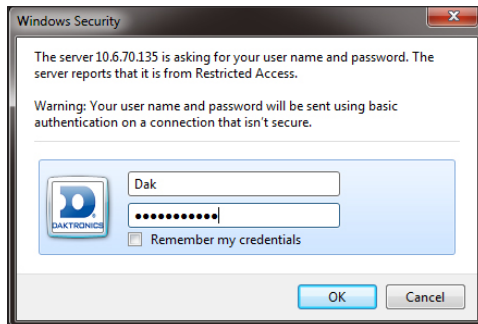 Windows Security
The server 10.6.70.135 is asking for your user name and password. The
server reports that it is from Restricted Access.
Warning: Your user name and password will be sent using basic
authentication on a connection that isn't secure.
Dak
●●●●●●●●●●●
DAKTRONICS
Remember my credentials
OK
Cancel